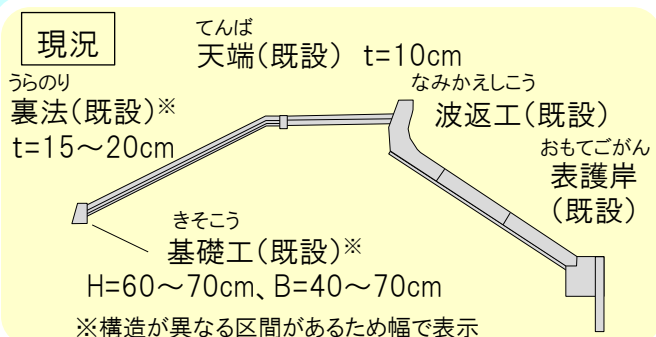 現況
てんば
天端(既設) t=10cm
うらのり
裏法(既設)※
t=15～20cm
なみかえしこう
波返工(既設)
おもてごがん
表護岸
(既設)
きそこう
基礎工(既設)※
H=60～70cm、B=40～70cm
※構造が異なる区間があるため幅で表示